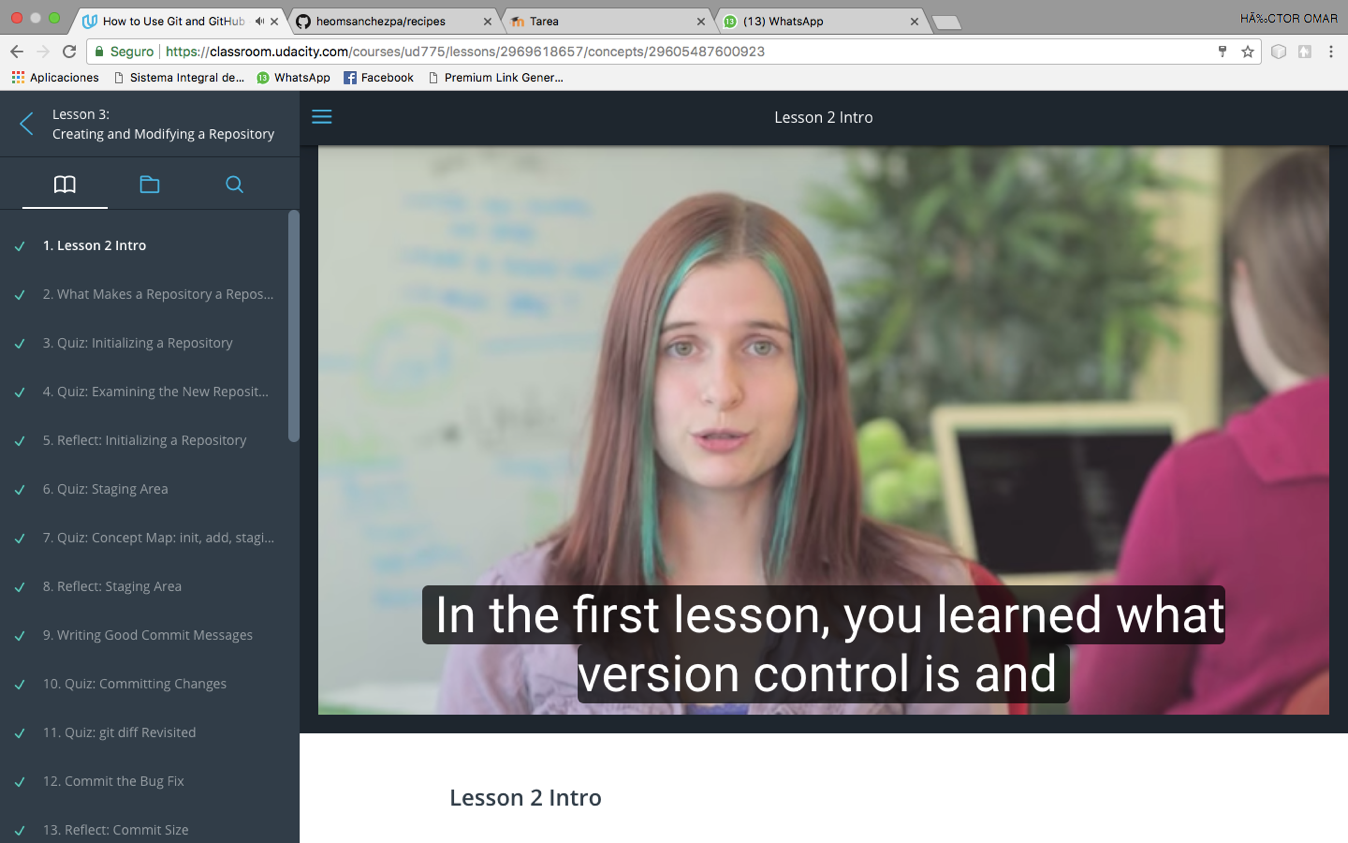 How to Use Git and GitHub
heomsanchezpa/recipes
Tarea
13
(13) WhatsApp
HÃ‰CTOR OMAR
Seguro
https://classroom.udacity.com/courses/ud775/lessons/2969618657/concepts/29605487600923
Aplicaciones
Sistema Integral de...
13
WhatsApp
Facebook
Premium Link Gener...
Lesson 3:
Creating and Modifying a Repository
Lesson 2 Intro
1. Lesson 2 Intro
2. What Makes a Repository a Repos...
3. Quiz: Initializing a Repository
4. Quiz: Examining the New Reposit...
5. Reflect: Initializing a Repository
6. Quiz: Staging Area
7. Quiz: Concept Map: init, add, stagi...
8. Reflect: Staging Area
9. Writing Good Commit Messages
10. Quiz: Committing Changes
11. Quiz: git diff Revisited
12. Commit the Bug Fix
13. Reflect: Commit Size
In the first lesson, you learned what
version control is and
Lesson 2 Intro